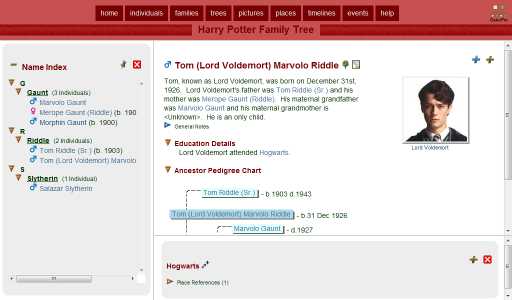 home individuals families trees pictures places timelines events help
Harry Potter Family Tree
Name Index
G
Gaunt (3 Individuals)
Marvolo Gaunt
Merope Gaunt (Riddle) (b. 190
Morphin Gaunt (b. 1900)
R
Riddle (2 Individuals)
Tom Riddle (Sr.) (b. 1903)
Tom (Lord Voldemort) Marvolo
S
Slytherin (1 Individual)
Salazar Slytherin
Tom (Lord Voldemort) Marvolo Riddle
Tom, known as Lord Voldemort, was born on December 31st,
1926. Lord Voldemort's father was Tom Riddle (Sr.) and his
mother was Merope Gaunt (Riddle). His maternal grandfather
was Marvolo Gaunt and his maternal grandmother is
<Unknown>. He is an only child.
General Notes
Lord Voldemort
Education Details
Lord Voldemort attended Hogwarts.
Ancestor Pedigree Chart
Tom Riddle (Sr.) - b.1903 d.1943
Tom (Lord Voldemort) Marvolo Riddle - b.31 Dec 1926
Marvolo Gaunt - d.1927
Hogwarts
Place References (1)